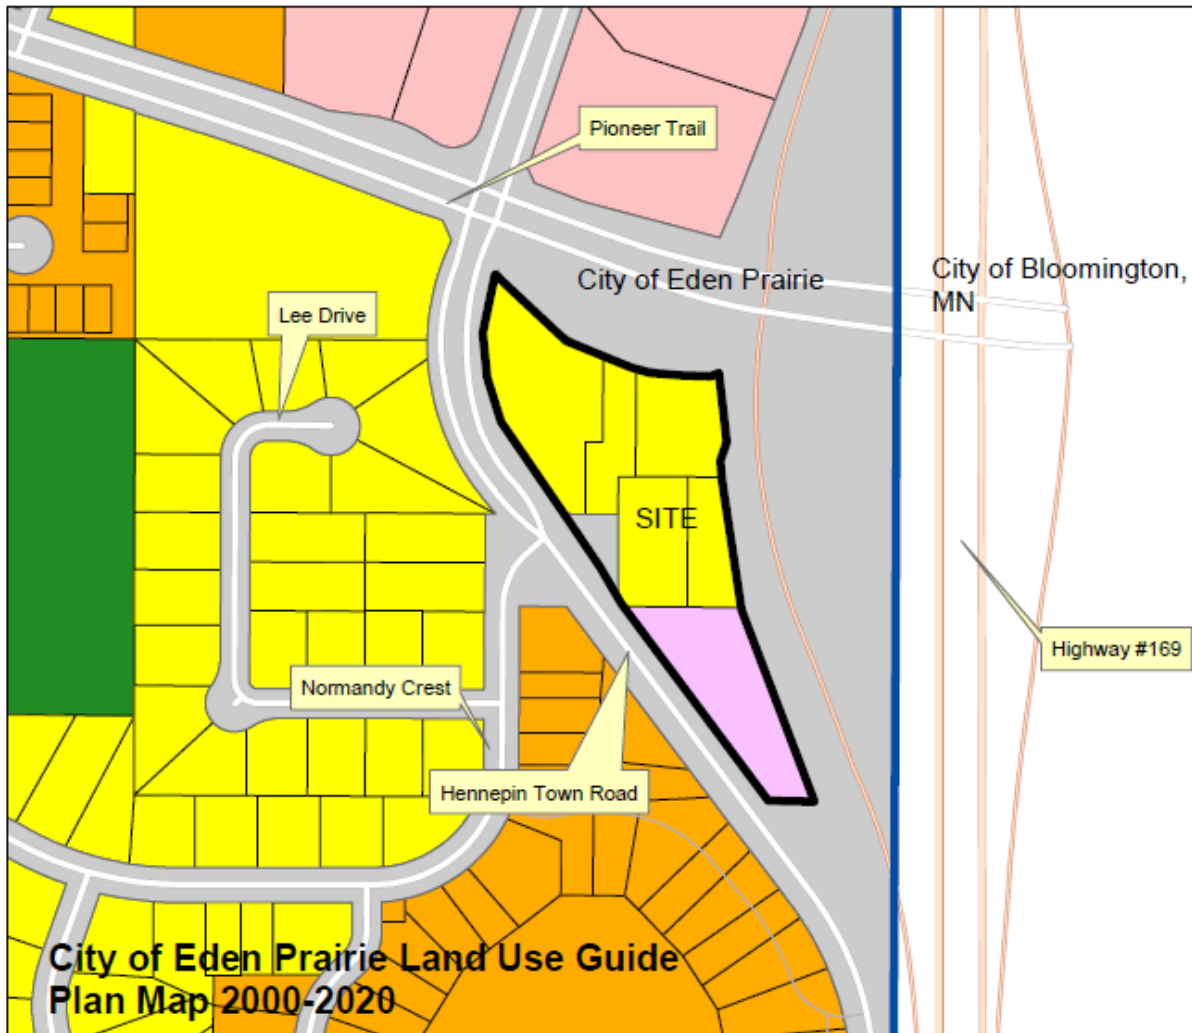 Pioneer Trail
City of Eden Prairie
City of Bloomington,
MN
Lee Drive
SITE
Highway #169
Normandy Crest
Hennepin Town Road
City of Eden Prairie Land Use Guide
Plan Map 2000-2020